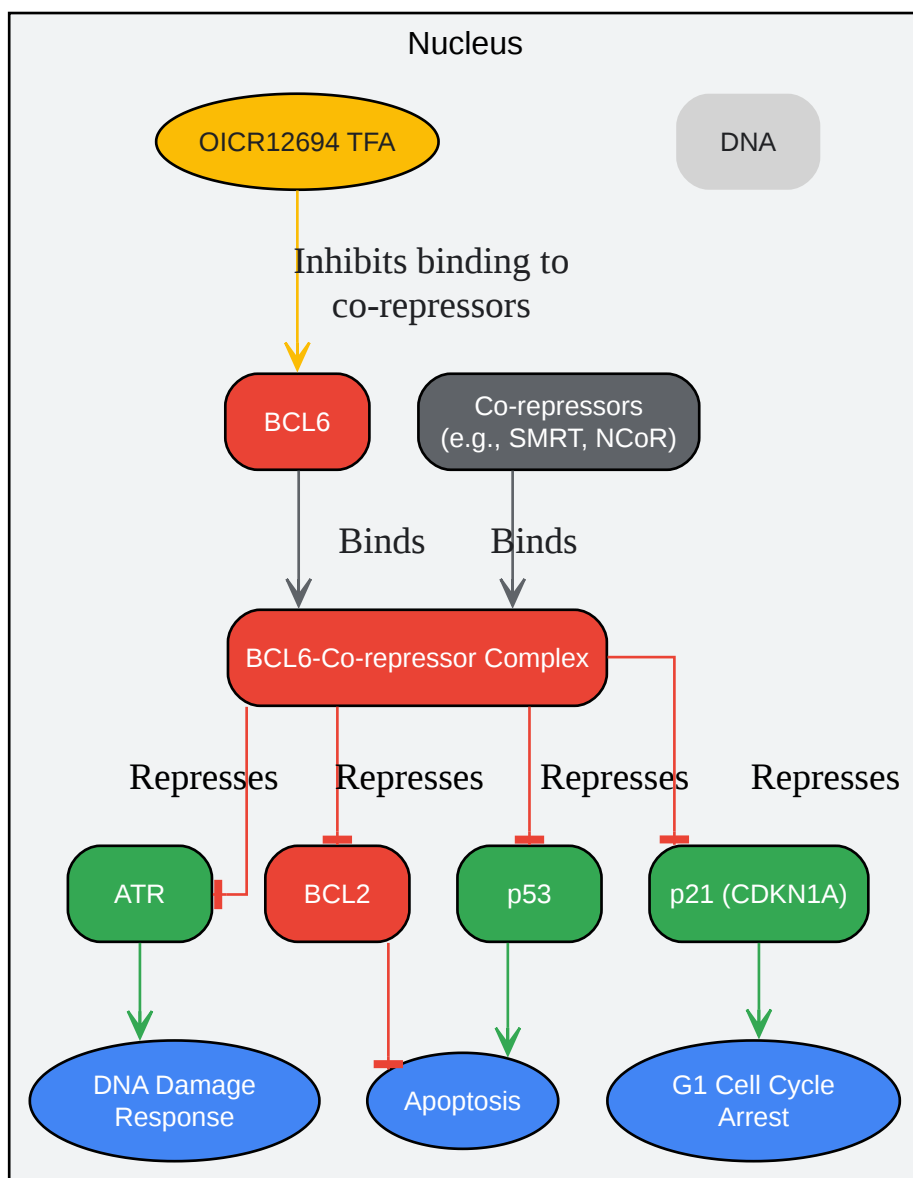 Nucleus
OICR12694 TFA
DNA
Inhibits binding to
co-repressors
BCL6
Co-repressors
(e.g., SMRT, NCoR)
Binds
Binds
BCL6-Co-repressor Complex
Represses
Represses
Represses
Represses
ATR
BCL2
p53
p21 (CDKN1A)
DNA Damage
Response
Apoptosis
G1 Cell Cycle
Arrest